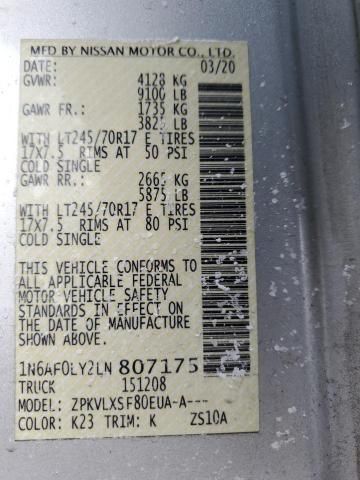 MFD BY NISSAN MOTOR CO., LTD.
DATE: 03/20
GVWR: 4128 KG
9100 LB
GAWR FR.: 1735 KG
3825 LB
WITH LT245/70R17 E TIRES
17X7.5 RIMS AT 50 PSI
COLD SINGLE
GAWR RR.: 2665 KG
5875 LB
WITH LT245/70R17 E TIRES
17X7.5 RIMS AT 80 PSI
COLD SINGLE
THIS VEHICLE CONFORMS TO
ALL APPLICABLE FEDERAL
MOTOR VEHICLE SAFETY
STANDARDS IN EFFECT ON
THE DATE OF MANUFACTURE
SHOWN ABOVE.
1N6AF0LY2LN 807175
TRUCK 151208
MODEL: ZPKVLXSF80EUA-A---
COLOR: K23 TRIM: K ZS10A